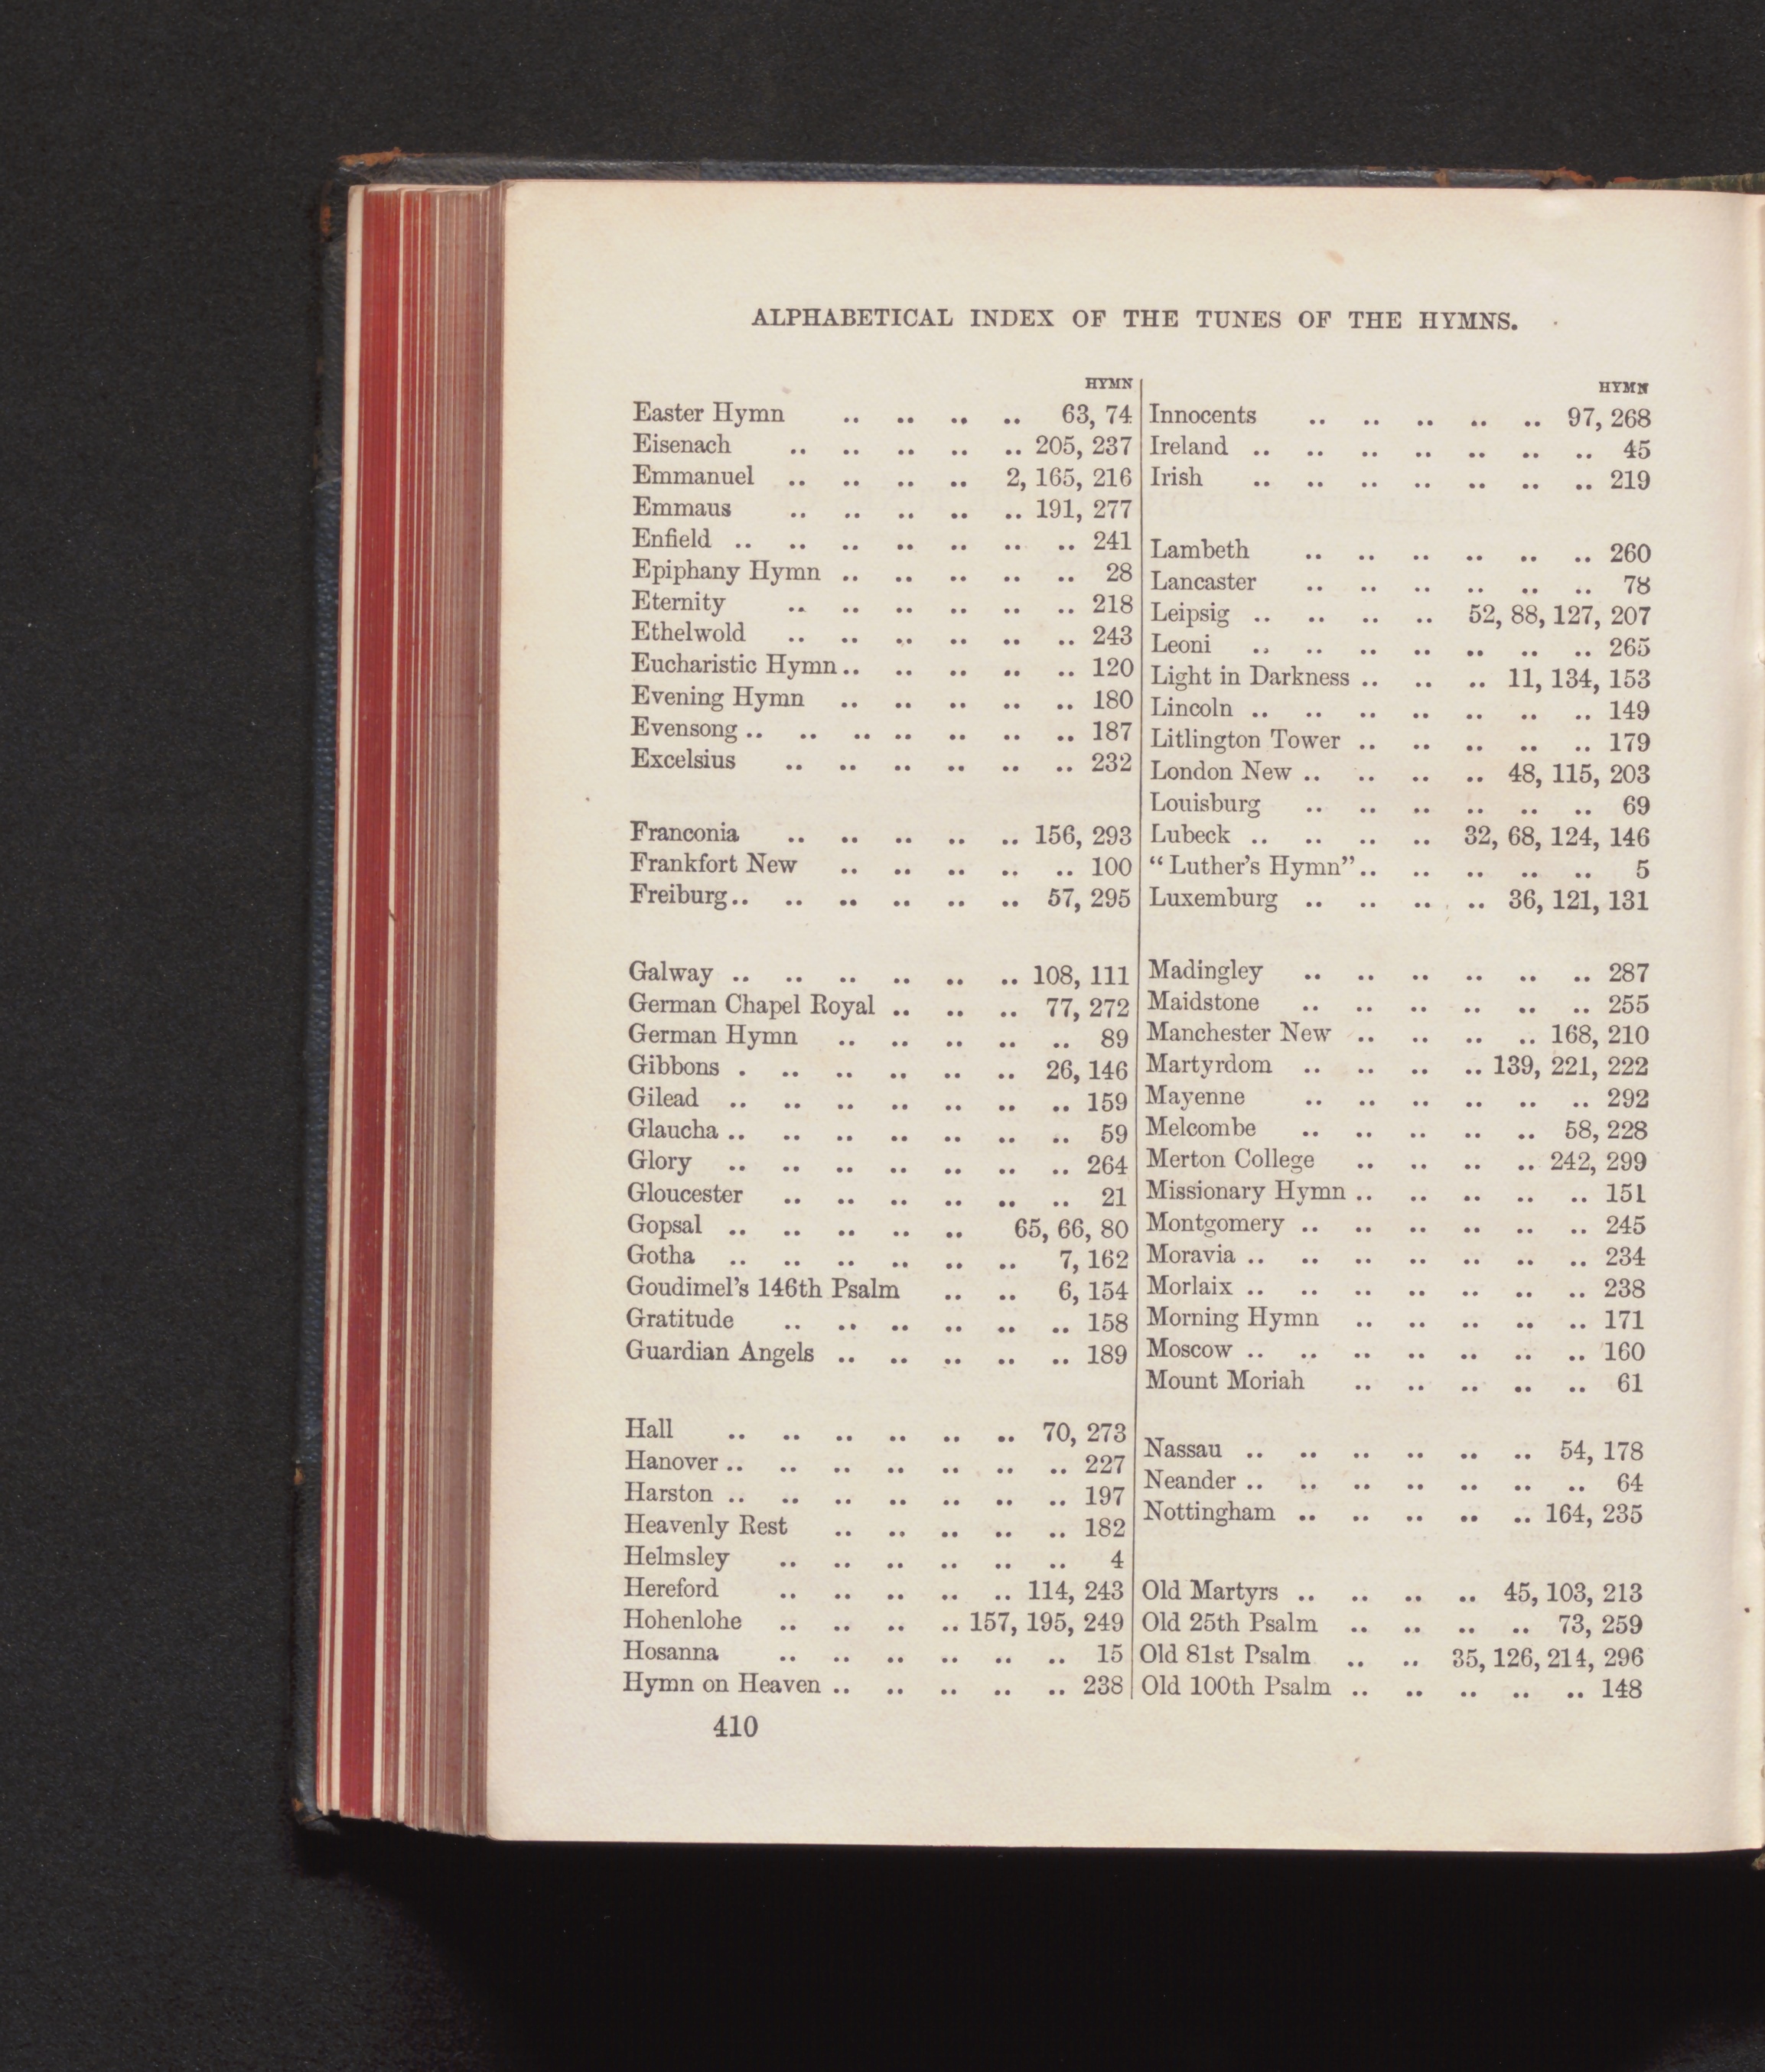 ALPHABETICAL INDEX OF THE TUNES OF THE HYMNS.
HYMN
Easter Hymn .. .. .. .. 63, 74
Eisenach .. .. .. .. .. 205, 237
Emmanuel .. .. .. .. 2, 165, 216
Emmaus .. .. .. .. .. 191, 277
Enfield .. .. .. .. .. .. .. 241
Epiphany Hymn .. .. .. .. .. 28
Eternity .. .. .. .. .. .. 218
Ethelwold .. .. .. .. .. .. 243
Eucharistic Hymn .. .. .. .. .. 120
Evening Hymn .. .. .. .. .. 180
Evensong .. .. .. .. .. .. .. 187
Excelsius .. .. .. .. .. .. 232
Franconia .. .. .. .. .. 156, 293
Frankfort New .. .. .. .. .. 100
Freiburg .. .. .. .. .. .. 57, 295
Galway .. .. .. .. .. .. 108, 111
German Chapel Royal .. .. .. 77, 272
German Hymn .. .. .. .. .. 89
Gibbons . .. .. .. .. .. 26, 146
Gilead .. .. .. .. .. .. .. 159
Glaucha .. .. .. .. .. .. .. 59
Glory .. .. .. .. .. .. .. 264
Gloucester .. .. .. .. .. .. 21
Gopsal .. .. .. .. .. 65, 66, 80
Gotha .. .. .. .. .. .. 7, 162
Goudimel's 146th Psalm .. .. 6, 154
Gratitude .. .. .. .. .. .. 158
Guardian Angels .. .. .. .. .. 189
Hall .. .. .. .. .. .. 70, 273
Hanover .. .. .. .. .. .. .. 227
Harston .. .. .. .. .. .. .. 197
Heavenly Rest .. .. .. .. .. 182
Helmsley .. .. .. .. .. .. 4
Hereford .. .. .. .. .. 114, 243
Hohenlohe .. .. .. .. 157, 195, 249
Hosanna .. .. .. .. .. .. 15
Hymn on Heaven .. .. .. .. .. 238
410
HYMN
Innocents .. .. .. .. .. 97, 268
Ireland .. .. .. .. .. .. .. 45
Irish .. .. .. .. .. .. .. 219
Lambeth .. .. .. .. .. .. 260
Lancaster .. .. .. .. .. .. 78
Leipsig .. .. .. .. 52, 88, 127, 207
Leoni .. .. .. .. .. .. .. 265
Light in Darkness .. .. .. 11, 134, 153
Lincoln .. .. .. .. .. .. .. 149
Litlington Tower .. .. .. .. .. 179
London New .. .. .. .. 48, 115, 203
Louisburg .. .. .. .. .. .. 69
Lubeck .. .. .. .. 32, 68, 124, 146
“Luther's Hymn” .. .. .. .. .. 5
Luxemburg .. .. .. .. 36, 121, 131
Madingley .. .. .. .. .. .. 287
Maidstone .. .. .. .. .. .. 255
Manchester New .. .. .. .. 168, 210
Martyrdom .. .. .. .. 139, 221, 222
Mayenne .. .. .. .. .. .. 292
Melcombe .. .. .. .. .. 58, 228
Merton College .. .. .. .. 242, 299
Missionary Hymn .. .. .. .. .. 151
Montgomery .. .. .. .. .. .. 245
Moravia .. .. .. .. .. .. .. 234
Morlaix .. .. .. .. .. .. .. 238
Morning Hymn .. .. .. .. .. 171
Moscow .. .. .. .. .. .. .. 160
Mount Moriah .. .. .. .. .. 61
Nassau .. .. .. .. .. .. 54, 178
Neander .. .. .. .. .. .. .. 64
Nottingham .. .. .. .. .. 164, 235
Old Martyrs .. .. .. .. 45, 103, 213
Old 25th Psalm .. .. .. .. 73, 259
Old 81st Psalm .. .. 35, 126, 214, 296
Old 100th Psalm .. .. .. .. .. 148